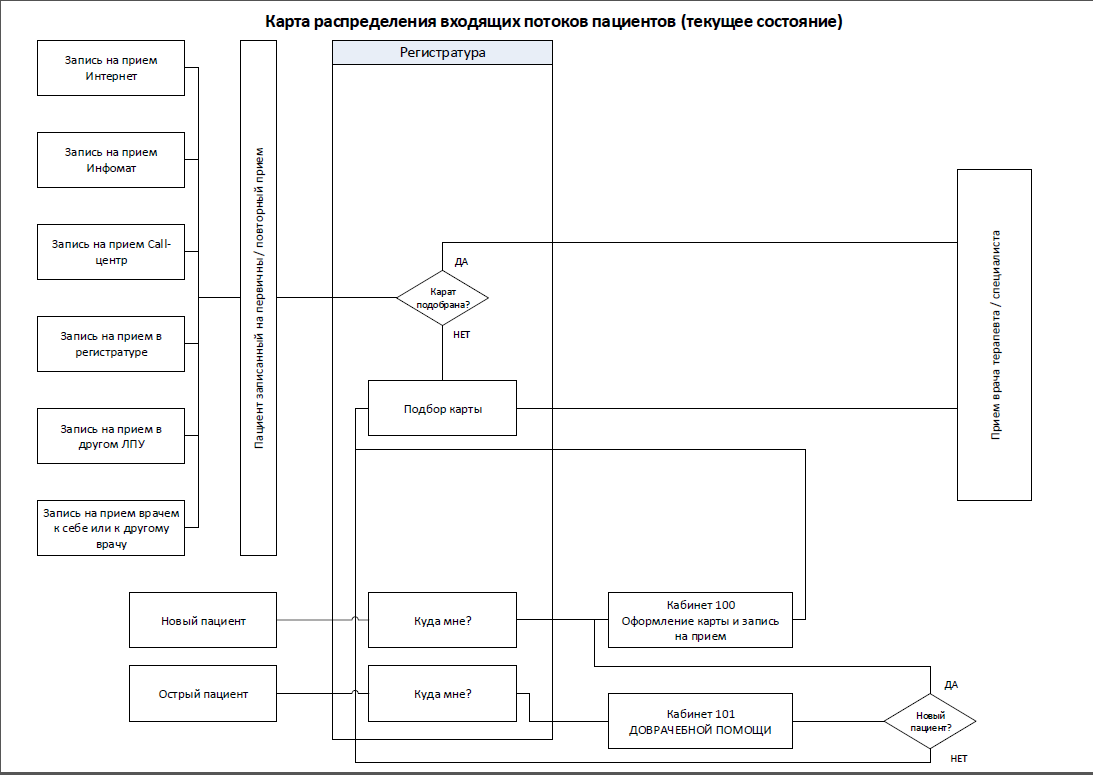 Карта распределения входящих потоков пациентов (текущее состояние)
Запись на прием
Интернет
Запись на прием
Инфомат
Запись на прием Call-
центр
Запись на прием в
регистратуре
Запись на прием в
другом ЛПУ
Запись на прием врачем
к себе или к другому
врачу
Пациент записанный на первичны / повторный прием
Регистратура
ДА
Карат
подобрана?
НЕТ
Подбор карты
Прием врача терапевта / специалиста
Новый пациент
Куда мне?
Кабинет 100
Оформление карты и запись
на прием
Острый пациент
Куда мне?
Кабинет 101
ДОВРАЧЕБНОЙ ПОМОЩИ
ДА
Новый
пациент?
НЕТ